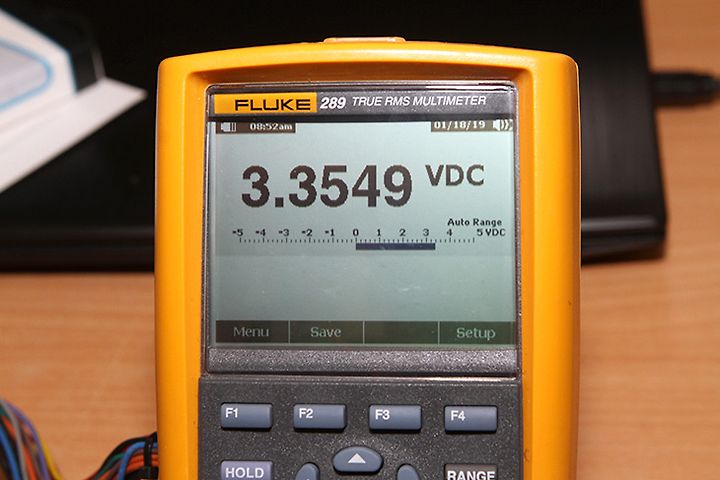 FLUKE 289 TRUE RMS MULTIMETER
08:52am 01/18/19
3.3549 VDC
Auto Range
-5 -4 -3 -2 -1 0 1 2 3 4 5 VDC
Menu Save Setup
F1 F2 F3 F4
HOLD RANGE